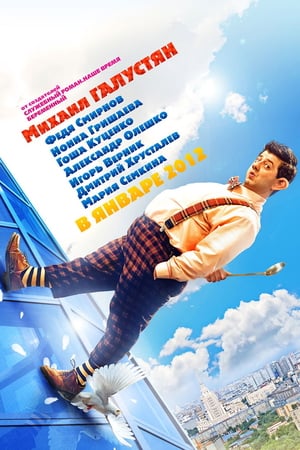 ОТ СОЗДАТЕЛЕЙ
СЛУЖЕБНЫЙ РОМАН.НАШЕ ВРЕМЯ
БЕРЕМЕННЫЙ
Михаил ГАЛУСТЯН
Федя Смирнов
Нонна Гришаева
Гоша Куценко
Александр Олешко
Игорь Верник
Дмитрий Хрусталев
Мария Семкина
В ЯНВАРЕ 2012